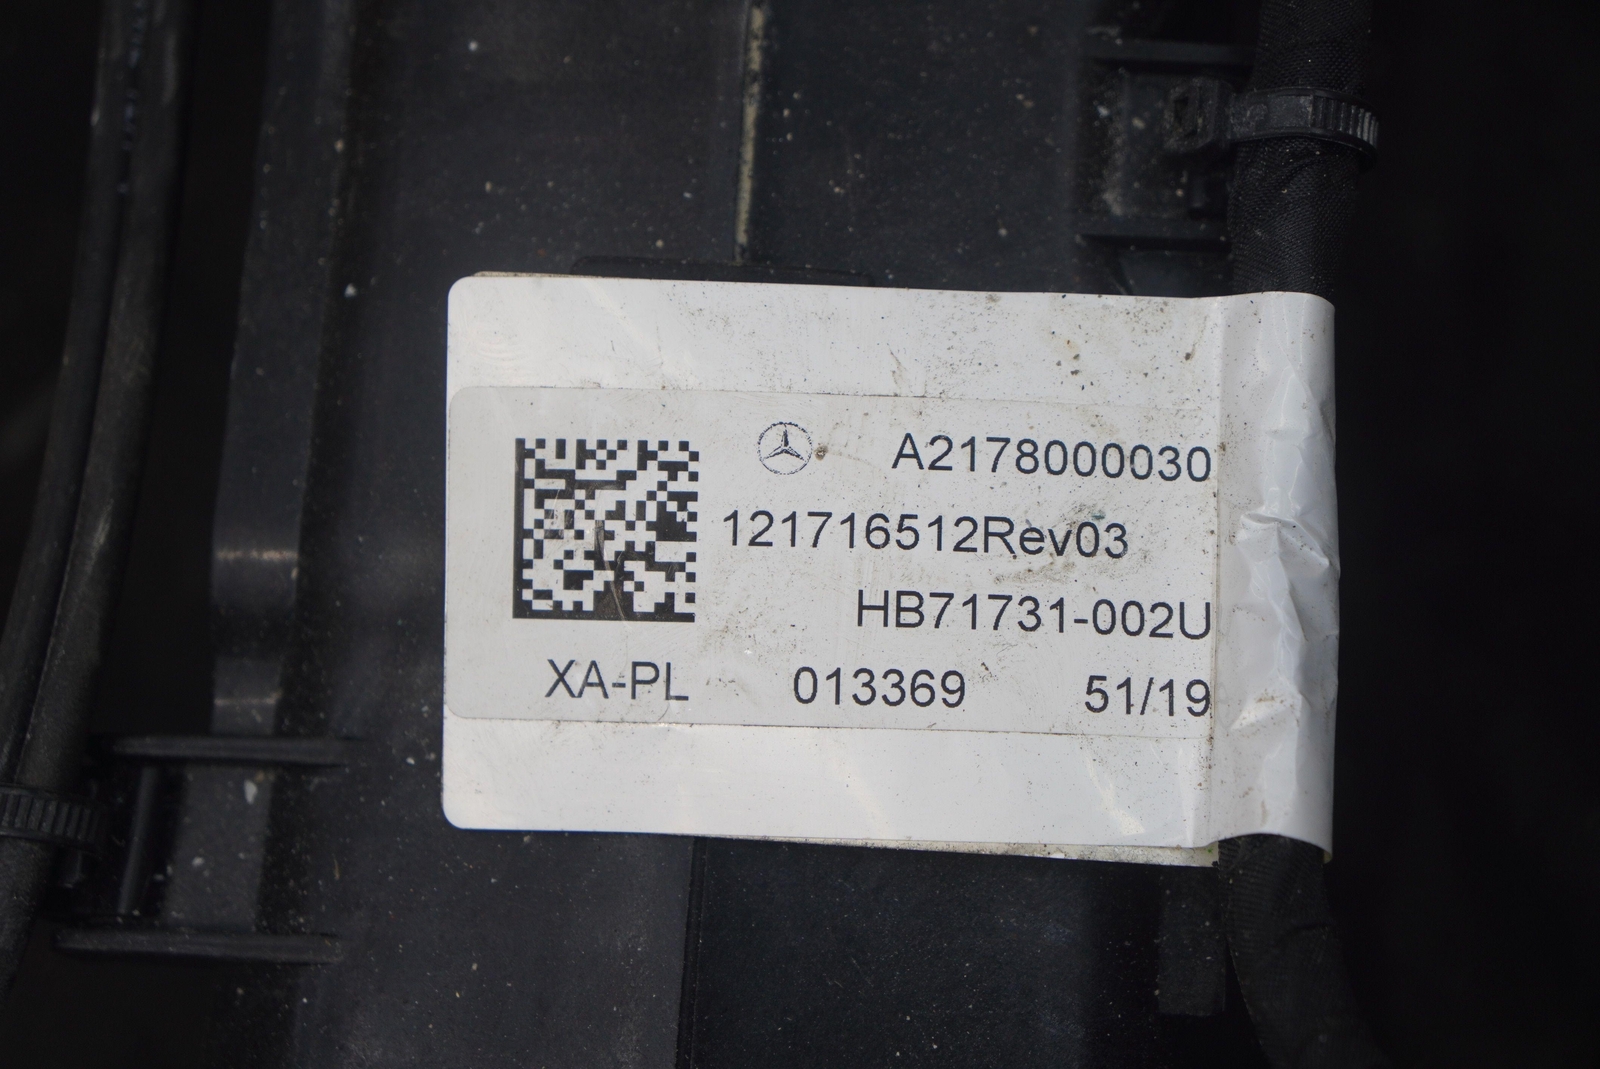 A2178000030
121716512Rev03
HB71731-002U
XA-PL 013369 51/19